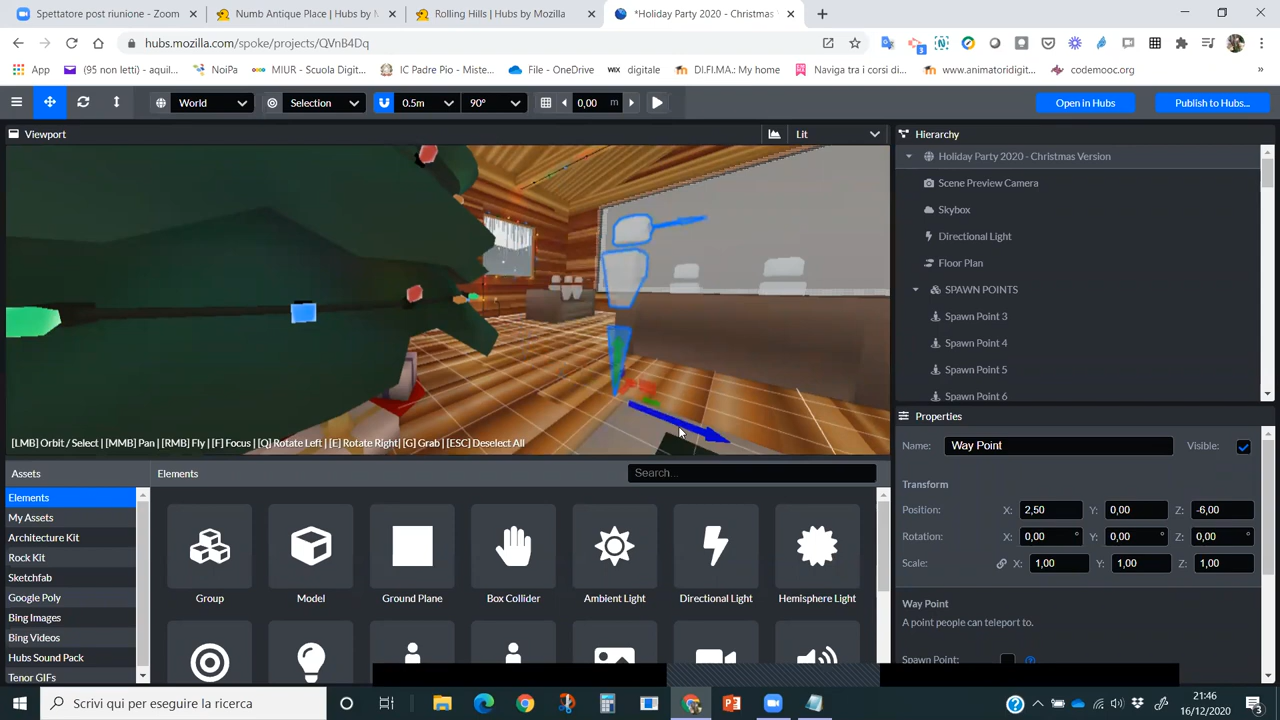 Spettatore post riunione - Zoom
Numb Antique Place | Hubs by M
Rolling Hills | Hubs by Mozilla
*Holiday Party 2020 - Christmas
hubs.mozilla.com/spoke/projects/QVnB4Dq
App
(95 non letti) - aquil
NoiPa
MIUR - Scuola Digit...
IC Padre Pio - Miste...
File - OneDrive
WIX digitale
DI.FI.MA.: My home
Naviga tra i corsi di...
www.animatoridigit...
codemooc.org
World
Selection
0.5m
90°
0,00 m
Open in Hubs
Publish to Hubs...
Viewport
Lit
Hierarchy
Holiday Party 2020 - Christmas Version
Scene Preview Camera
Skybox
Directional Light
Floor Plan
SPAWN POINTS
Spawn Point 3
Spawn Point 4
Spawn Point 5
Spawn Point 6
[LMB] Orbit / Select | [MMB] Pan | [RMB] Fly | [F] Focus | [Q] Rotate Left | [E] Rotate Right | [G] Grab | [ESC] Deselect All
Properties
Name: Way Point Visible:
Transform
Position: X: 2,50 Y: 0,00 Z: -6,00
Rotation: X: 0,00 ° Y: 0,00 ° Z: 0,00 °
Scale: X: 1,00 Y: 1,00 Z: 1,00
Way Point
A point people can teleport to.
Spawn Point:
Assets
Elements
Search...
Elements
My Assets
Architecture Kit
Rock Kit
Sketchfab
Google Poly
Bing Images
Bing Videos
Hubs Sound Pack
Tenor GIFs
Group
Model
Ground Plane
Box Collider
Ambient Light
Directional Light
Hemisphere Light
Scrivi qui per eseguire la ricerca
21:46
16/12/2020
3
3